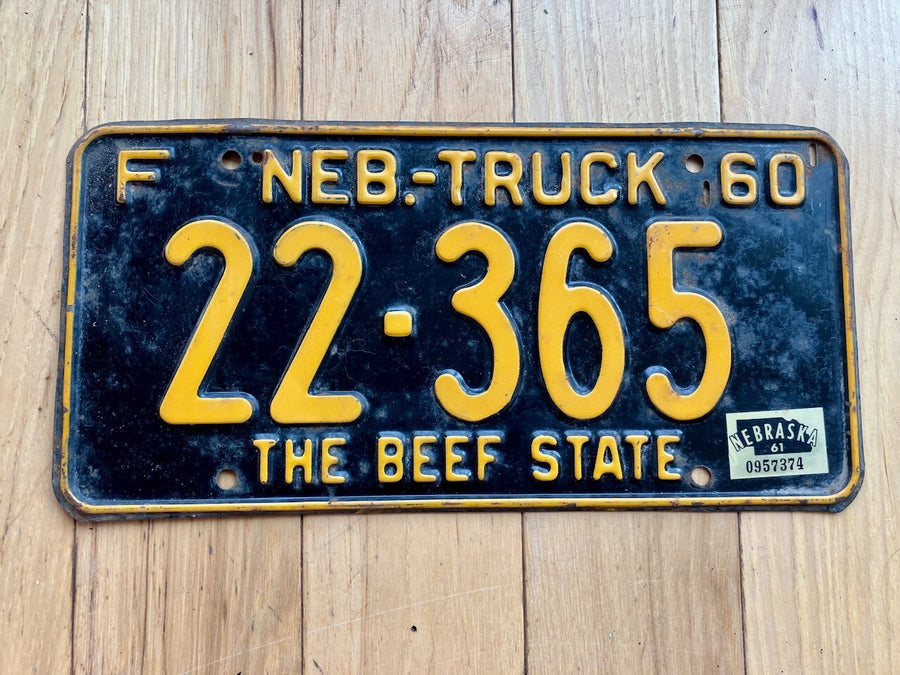 F NEB.-TRUCK 60
22-365
THE BEEF STATE
NEBRASKA
61
0957374